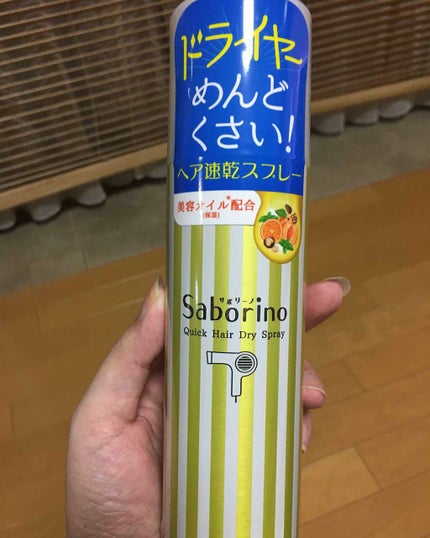 ドライヤー
めんど
くさい!
ヘア速乾スプレー
美容オイル*配合
(保湿)
サボリーノ
Saborino
Quick Hair Dry Spray